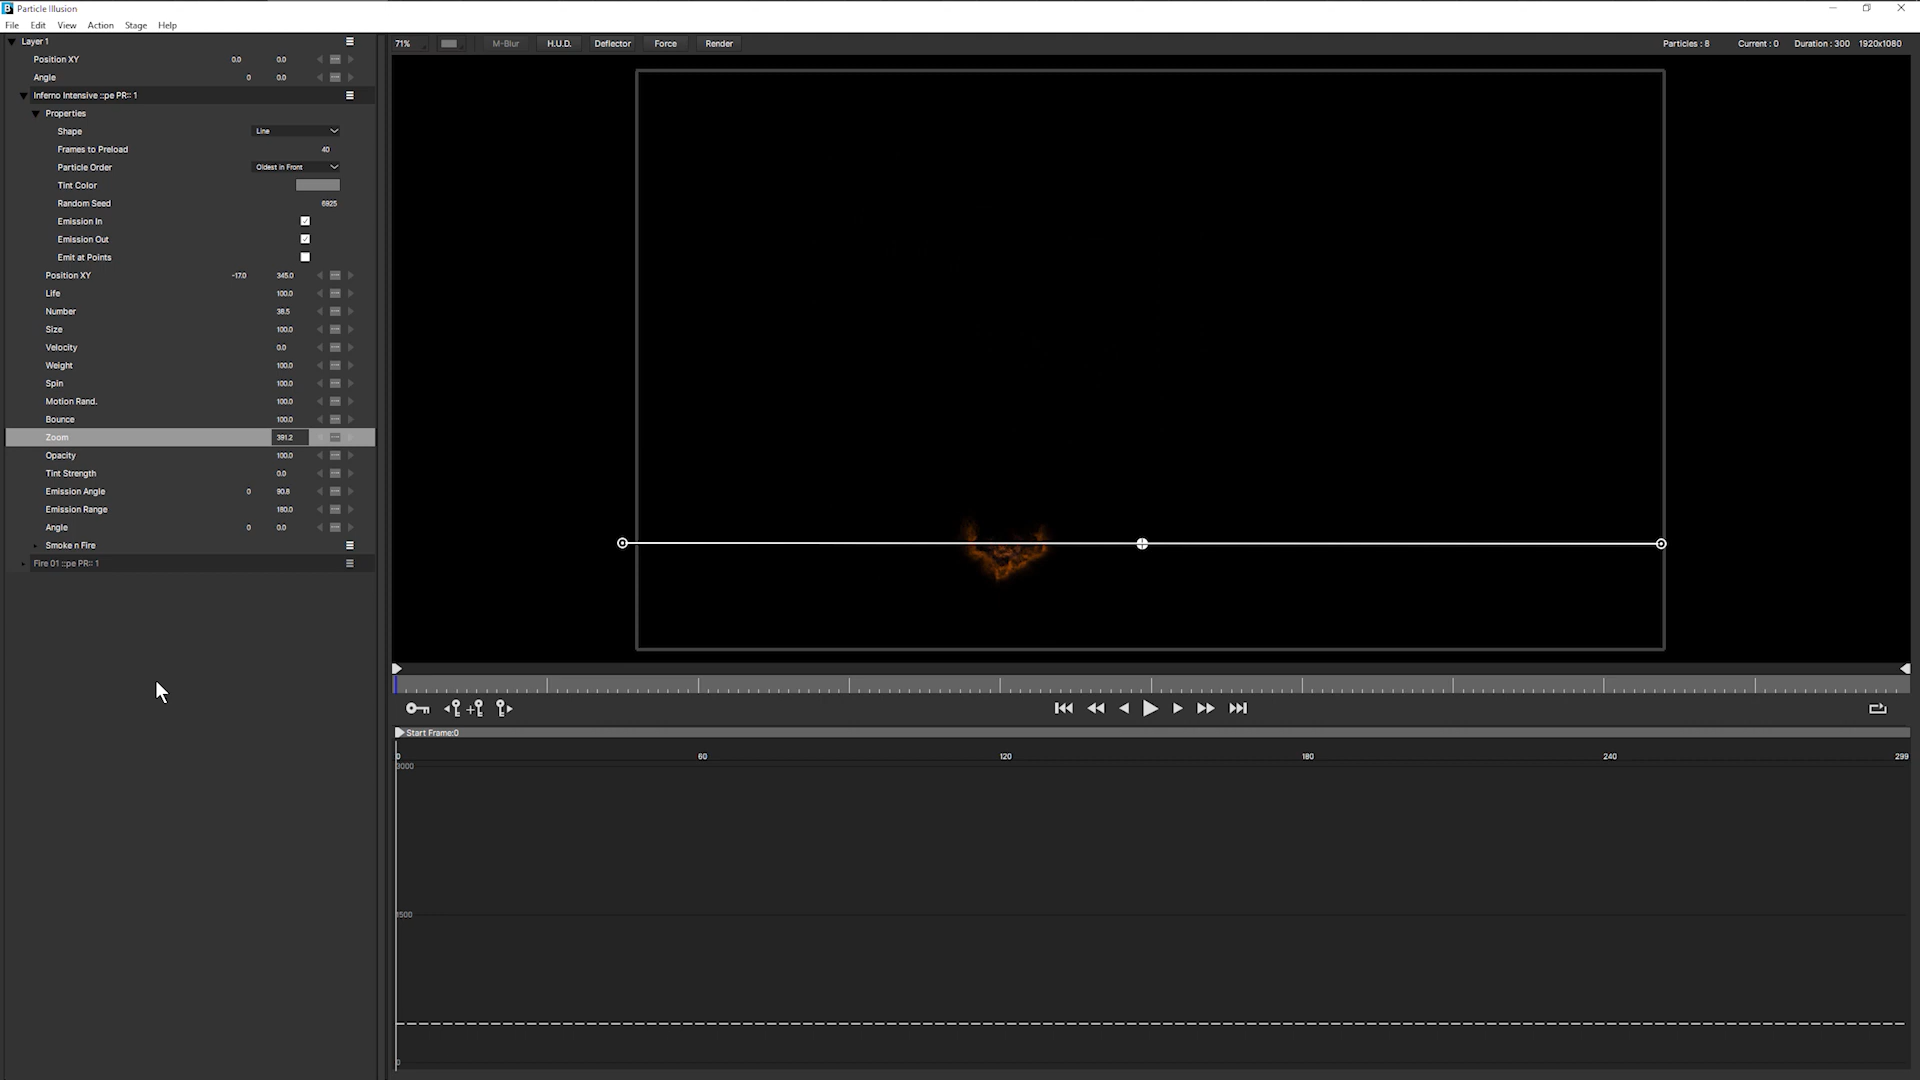 Particle Illusion
File Edit View Action Stage Help
Layer 1
71% M-Blur H.U.D. Deflector Force Render Particles : 8 Current : 0 Duration : 300 1920x1080
Position XY 0.0 0.0
Angle 0 0.0
Inferno Intensive ::pe PR:: 1
Properties
Shape Line
Frames to Preload 40
Particle Order Oldest in Front
Tint Color
Random Seed 6925
Emission In
Emission Out
Emit at Points
Position XY -17.0 345.0
Life 100.0
Number 38.5
Size 100.0
Velocity 0.0
Weight 100.0
Spin 100.0
Motion Rand. 100.0
Bounce 100.0
Zoom 391.2
Opacity 100.0
Tint Strength 0.0
Emission Angle 0 90.8
Emission Range 180.0
Angle 0 0.0
Smoke n Fire
Fire 01 ::pe PR:: 1
Start Frame:0
0 60 120 180 240 299
3000
1500
0